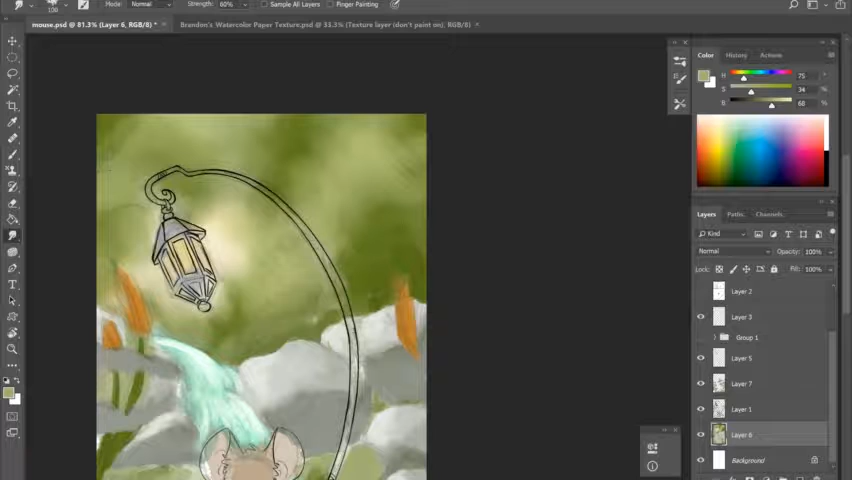 Mode: Normal Strength: 60% Sample All Layers Finger Painting
mouse.psd @ 81.3% (Layer 6, RGB/8) * × Brandon's Watercolor Paper Texture.psd @ 33.3% (Texture layer (don't paint on), RGB/8) ×
Color History Actions
H 75 °
S 34 %
B 68 %
Layers Paths Channels
Kind
Normal Opacity: 100%
Lock: Fill: 100%
Layer 2
Layer 3
Group 1
Layer 5
Layer 7
Layer 1
Layer 6
Background